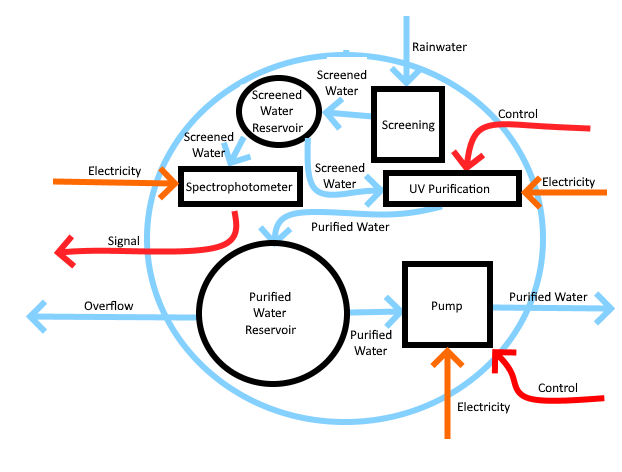 Rainwater
Screened
Water
Screened
Water
Reservoir
Screening
Control
Screened
Water
Electricity
Spectrophotometer
Screened
Water
UV Purification
Electricity
Purified Water
Signal
Purified
Water
Reservoir
Overflow
Purified
Water
Pump
Purified Water
Control
Electricity